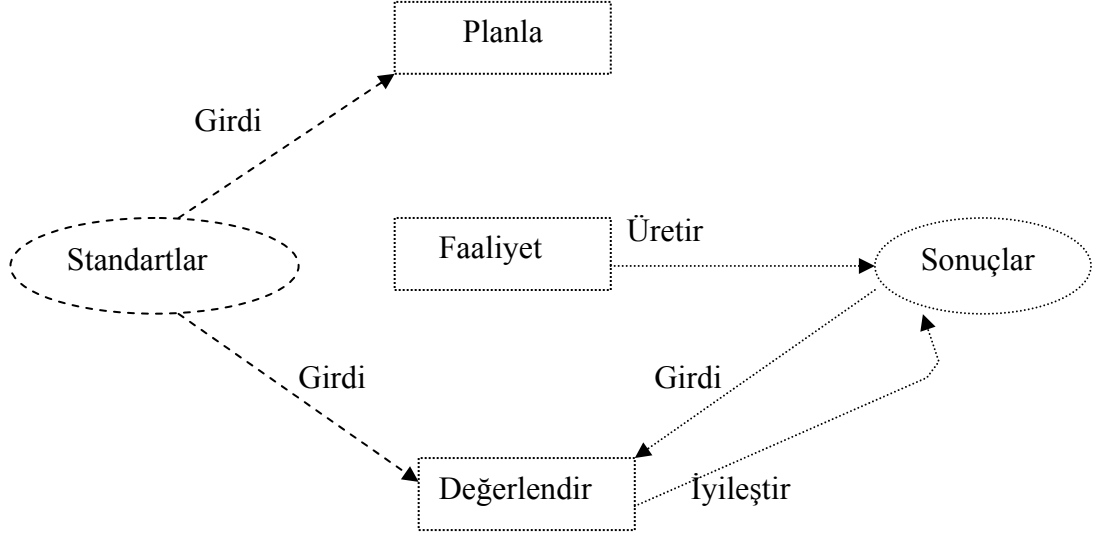 Planla
Girdi
Standartlar
Faaliyet
Üretir
Sonuçlar
Girdi
Girdi
Değerlendir
İyileştir